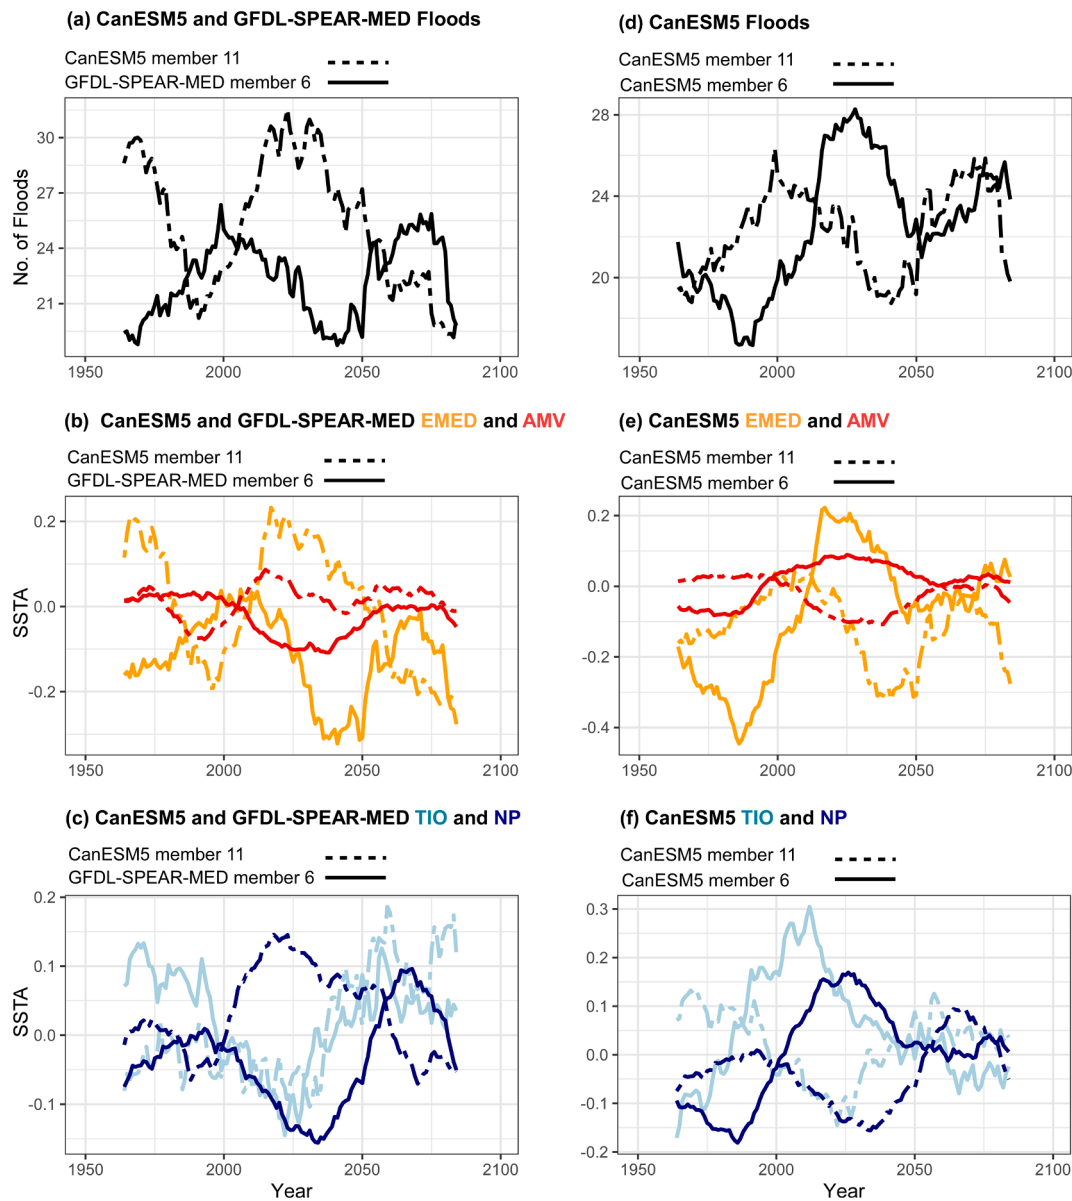 (a) CanESM5 and GFDL-SPEAR-MED Floods
CanESM5 member 11
GFDL-SPEAR-MED member 6
No. of Floods
30
27
24
21
1950
2000
2050
2100
(d) CanESM5 Floods
CanESM5 member 11
CanESM5 member 6
28
24
20
1950
2000
2050
2100
(b) CanESM5 and GFDL-SPEAR-MED EMED and AMV
CanESM5 member 11
GFDL-SPEAR-MED member 6
SSTA
0.2
0.0
-0.2
1950
2000
2050
2100
(e) CanESM5 EMED and AMV
CanESM5 member 11
CanESM5 member 6
0.2
0.0
-0.2
-0.4
1950
2000
2050
2100
(c) CanESM5 and GFDL-SPEAR-MED TIO and NP
CanESM5 member 11
GFDL-SPEAR-MED member 6
SSTA
0.2
0.1
0.0
-0.1
1950
2000
2050
2100
Year
(f) CanESM5 TIO and NP
CanESM5 member 11
CanESM5 member 6
0.3
0.2
0.1
0.0
-0.1
-0.2
1950
2000
2050
2100
Year